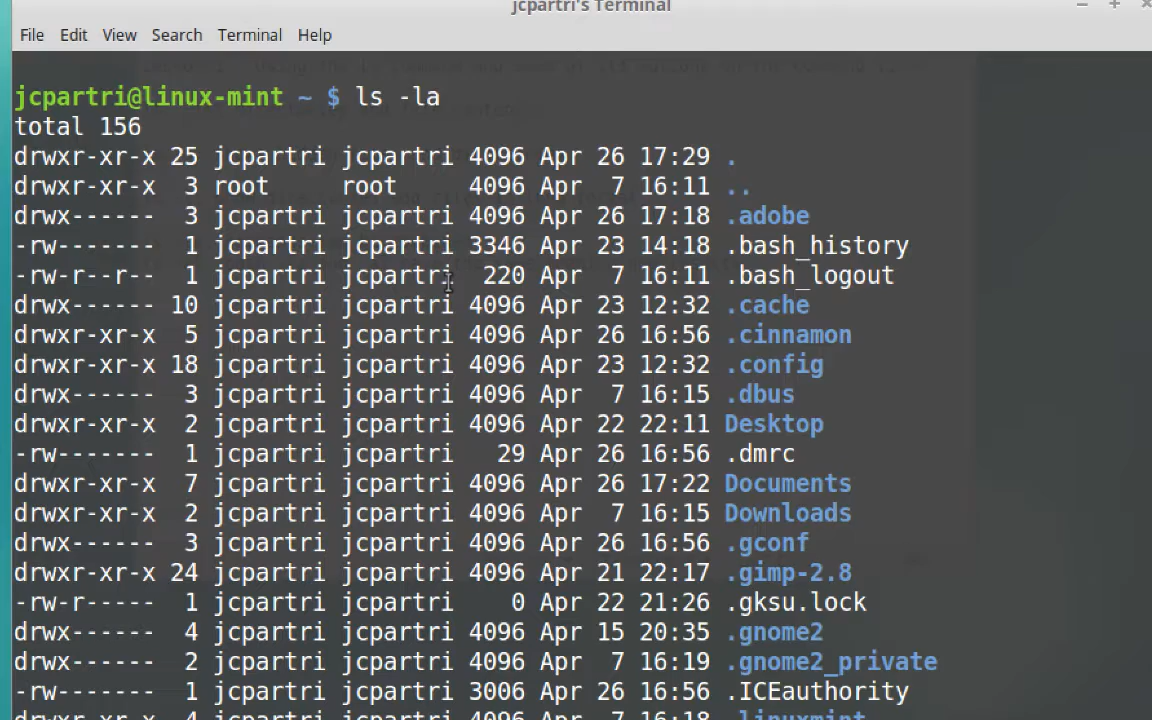 jcpartri's Terminal
File Edit View Search Terminal Help
jcpartri@linux-mint ~ $ ls -la
total 156
drwxr-xr-x 25 jcpartri jcpartri 4096 Apr 26 17:29 .
drwxr-xr-x  3 root     root     4096 Apr  7 16:11 ..
drwx------  3 jcpartri jcpartri 4096 Apr 26 17:18 .adobe
-rw-------  1 jcpartri jcpartri 3346 Apr 23 14:18 .bash_history
-rw-r--r--  1 jcpartri jcpartri  220 Apr  7 16:11 .bash_logout
drwx------ 10 jcpartri jcpartri 4096 Apr 23 12:32 .cache
drwxr-xr-x  5 jcpartri jcpartri 4096 Apr 26 16:56 .cinnamon
drwxr-xr-x 18 jcpartri jcpartri 4096 Apr 23 12:32 .config
drwx------  3 jcpartri jcpartri 4096 Apr  7 16:15 .dbus
drwxr-xr-x  2 jcpartri jcpartri 4096 Apr 22 22:11 Desktop
-rw-------  1 jcpartri jcpartri   29 Apr 26 16:56 .dmrc
drwxr-xr-x  7 jcpartri jcpartri 4096 Apr 26 17:22 Documents
drwxr-xr-x  2 jcpartri jcpartri 4096 Apr  7 16:15 Downloads
drwx------  3 jcpartri jcpartri 4096 Apr 26 16:56 .gconf
drwxr-xr-x 24 jcpartri jcpartri 4096 Apr 21 22:17 .gimp-2.8
-rw-r-----  1 jcpartri jcpartri    0 Apr 22 21:26 .gksu.lock
drwx------  4 jcpartri jcpartri 4096 Apr 15 20:35 .gnome2
drwx------  2 jcpartri jcpartri 4096 Apr  7 16:19 .gnome2_private
-rw-------  1 jcpartri jcpartri 3006 Apr 26 16:56 .ICEauthority
drwxr-xr-x  4 jcpartri jcpartri 4096 Apr  7 16:18 .linuxmint